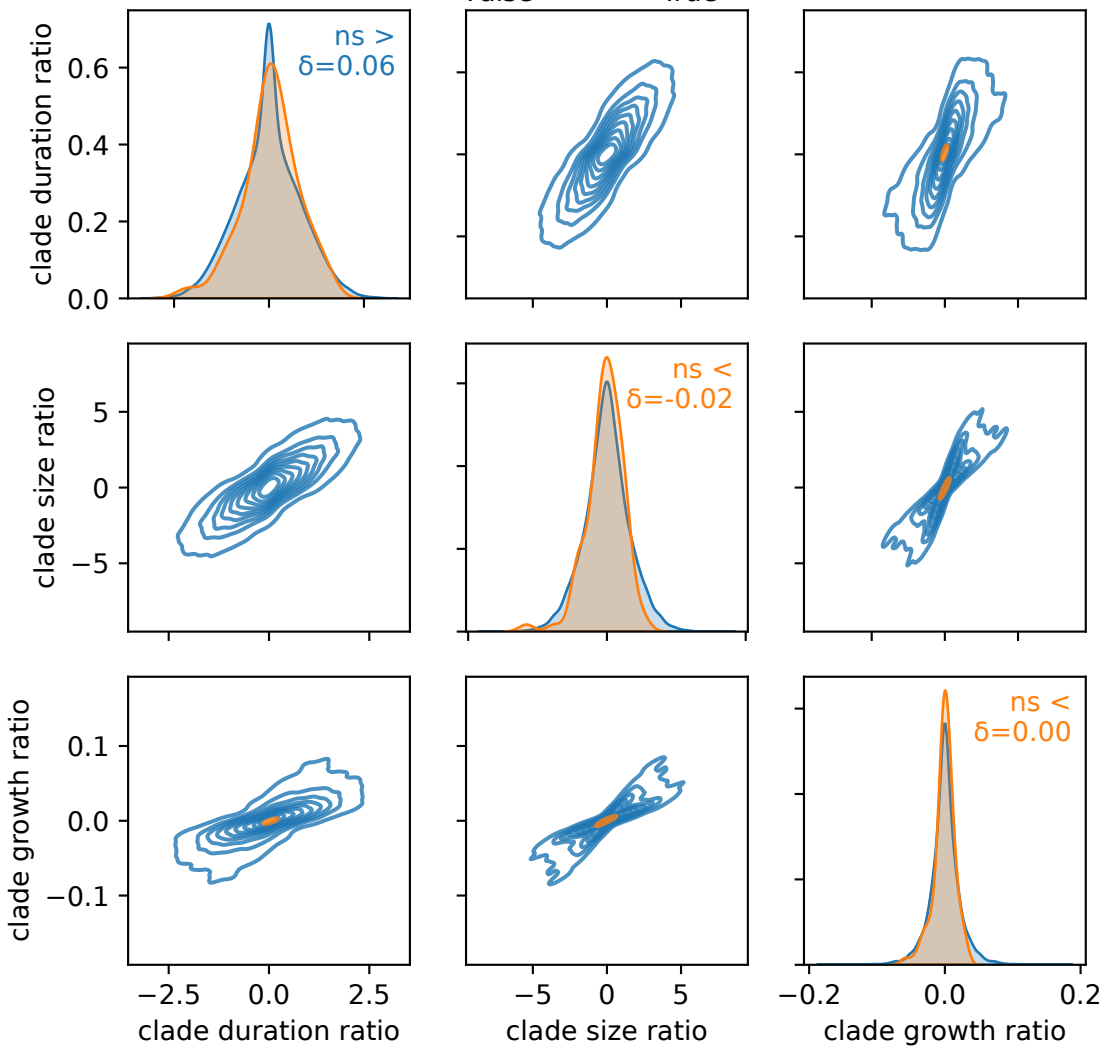 clade duration ratio
0.6
0.4
0.2
0.0
ns >
δ=0.06
clade size ratio
5
0
−5
ns <
δ=-0.02
clade growth ratio
0.1
0.0
−0.1
ns <
δ=0.00
−2.5 0.0 2.5
−5 0 5
−0.2 0.0 0.2
clade duration ratio
clade size ratio
clade growth ratio